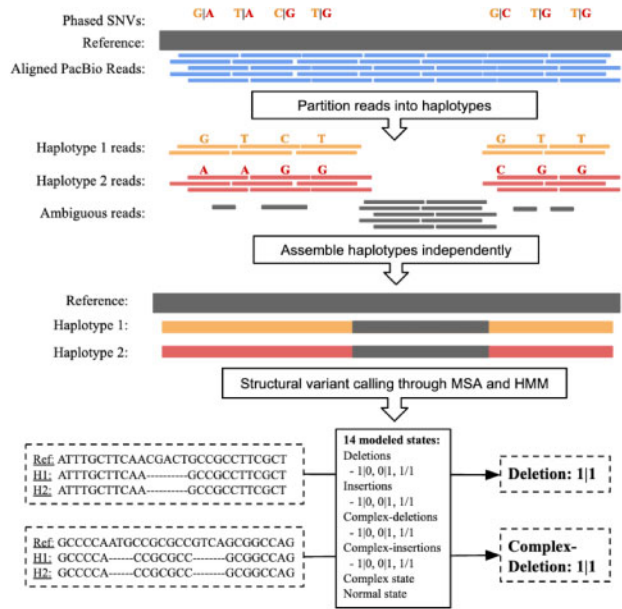 Phased SNVs: G|A T|A C|G T|G G|C T|G T|G
Reference:
Aligned PacBio Reads:
Partition reads into haplotypes
G T C T G T T
Haplotype 1 reads:
A A G G C G G
Haplotype 2 reads:
Ambiguous reads:
Assemble haplotypes independently
Reference:
Haplotype 1:
Haplotype 2:
Structural variant calling through MSA and HMM
Ref: ATTTGCTTCAACGACTGCCGCCTTCGCT
H1: ATTTGCTTCAA---------GCCGCCTTCGCT
H2: ATTTGCTTCAA---------GCCGCCTTCGCT
Ref: GCCCCAATGCCGCGCCGTCAGCGGCCAG
H1: GCCCCA------CCGCGCC--------GCGGCCAG
H2: GCCCCA------CCGCGCC--------GCGGCCAG
14 modeled states:
Deletions
- 1|0, 0|1, 1/1
Insertions
- 1|0, 0|1, 1/1
Complex-deletions
- 1|0, 0|1, 1/1
Complex-insertions
- 1|0, 0|1, 1/1
Complex state
Normal state
Deletion: 1|1
Complex-
Deletion: 1|1